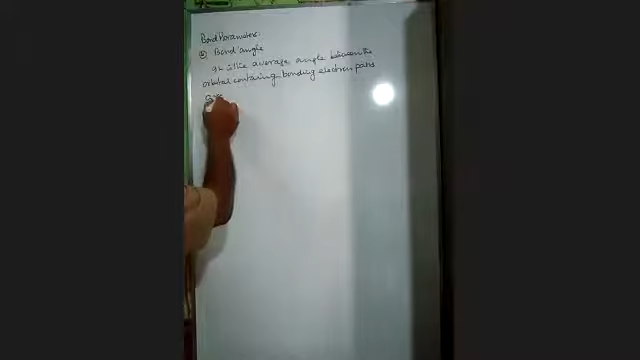 Bond Parameters:
Bond angle
It is the average angle between the
orbital containing bonding electron pairs